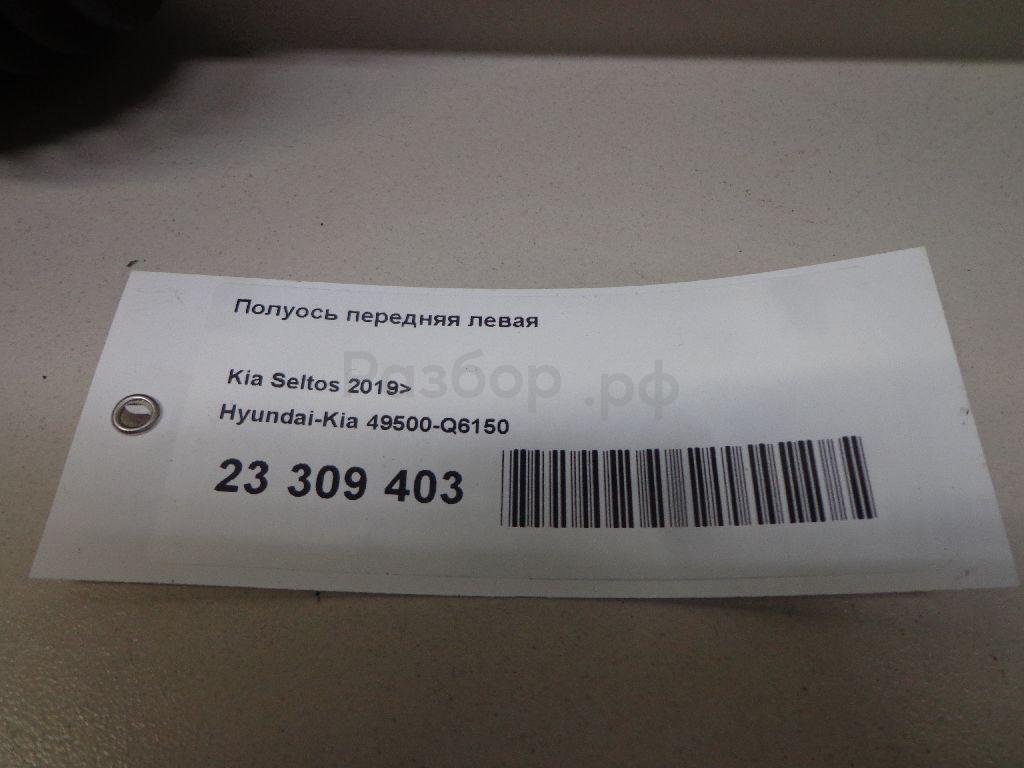 Полуось передняя левая
Разбор.рф
Kia Seltos 2019>
Hyundai-Kia 49500-Q6150
23 309 403